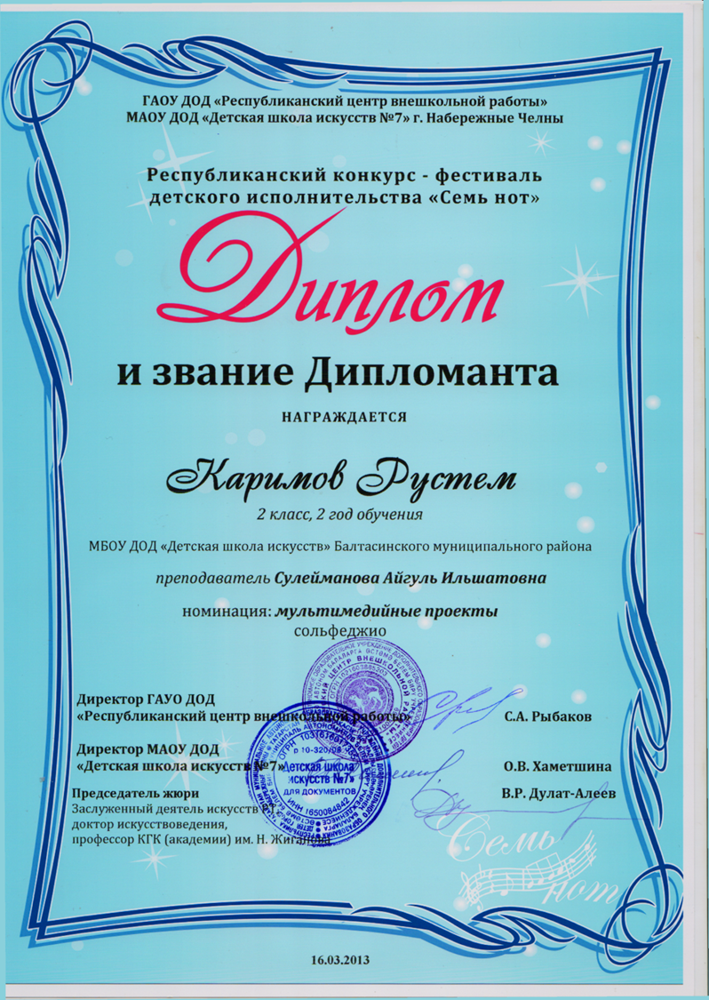 ГАОУ ДОД «Республиканский центр внешкольной работы»
МАОУ ДОД «Детская школа искусств №7» г. Набережные Челны
Республиканский конкурс - фестиваль
детского исполнительства «Семь нот»
Диплом
и звание Дипломанта
НАГРАЖДАЕТСЯ
Каримов Рустем
2 класс, 2 год обучения
МБОУ ДОД «Детская школа искусств» Балтасинского муниципального района
преподаватель Сулейманова Айгуль Ильшатовна
номинация: мультимедийные проекты
сольфеджио
Директор ГАУО ДОД
«Республиканский центр внешкольной работы»
С.А. Рыбаков
Директор МАОУ ДОД
«Детская школа искусств №7»
О.В. Хаметшина
Председатель жюри
В.Р. Дулат-Алеев
Заслуженный деятель искусств
доктор искусствоведения,
профессор КГК (академии) им. Н. Жиганова
Детская школа
искусств №7»
ДЛЯ ДОКУМЕНТОВ
ИНН 1650084842
Семь
нот
16.03.2013